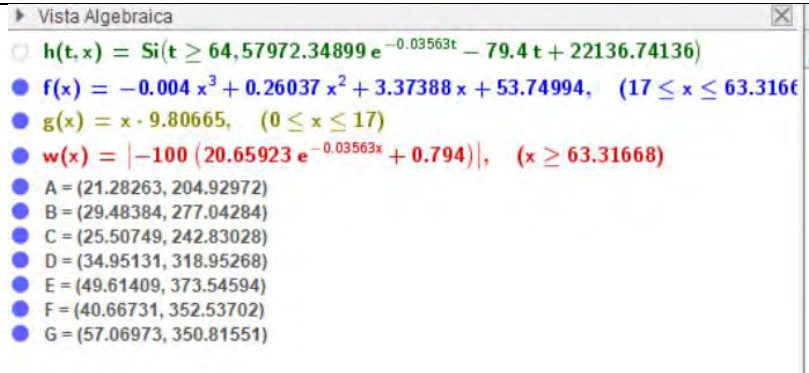 Vista Algebraica
h(t, x) = Si(t ≥ 64, 57972.34899 e^−0.03563t − 79.4 t + 22136.74136)
f(x) = −0.004 x³ + 0.26037 x² + 3.37388 x + 53.74994, (17 ≤ x ≤ 63.3166
g(x) = x · 9.80665, (0 ≤ x ≤ 17)
w(x) = |−100 (20.65923 e^−0.03563x + 0.794)|, (x ≥ 63.31668)
A = (21.28263, 204.92972)
B = (29.48384, 277.04284)
C = (25.50749, 242.83028)
D = (34.95131, 318.95268)
E = (49.61409, 373.54594)
F = (40.66731, 352.53702)
G = (57.06973, 350.81551)